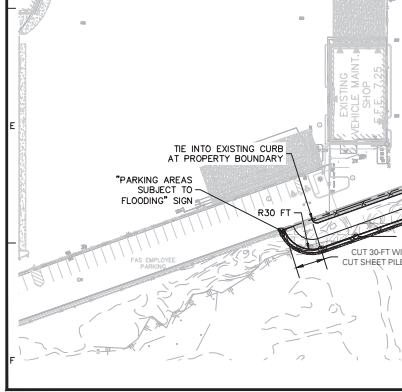 E
EXISTING
VEHICLE MAINT.
SHOP
F.F.E. 7.25
TIE INTO EXISTING CURB
AT PROPERTY BOUNDARY
"PARKING AREAS
SUBJECT TO
FLOODING" SIGN
R30 FT
FAS EMPLOYEE
PARKING
CUT 30-FT WI
CUT SHEET PILE
F